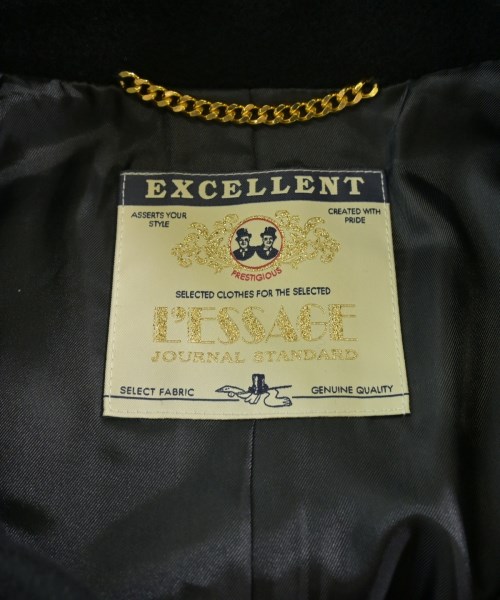 EXCELLENT
ASSERTS YOUR
STYLE
CREATED WITH
PRIDE
PRESTIGIOUS
SELECTED CLOTHES FOR THE SELECTED
L'ESSAGE
JOURNAL STANDARD
SELECT FABRIC
GENUINE QUALITY